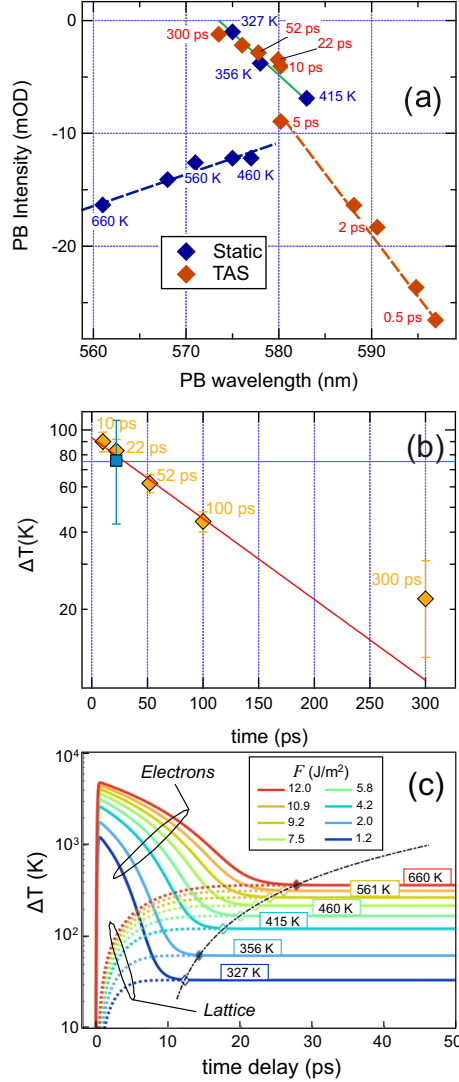 0
300 ps
327 K
52 ps
22 ps
356 K
10 ps
415 K
(a)
PB Intensity (mOD)
-10
5 ps
560 K
460 K
660 K
2 ps
-20
Static
TAS
0.5 ps
560
570
580
590
PB wavelength (nm)
10 ps
(b)
100
22 ps
80
52 ps
60
100 ps
ΔT(K)
40
300 ps
20
0
50
100
150
200
250
300
time (ps)
10⁴
Electrons
F (J/m²)
(c)
12.0
5.8
10.9
4.2
9.2
2.0
7.5
1.2
10³
ΔT (K)
660 K
561 K
460 K
415 K
10²
356 K
327 K
Lattice
10
0
10
20
30
40
50
time delay (ps)